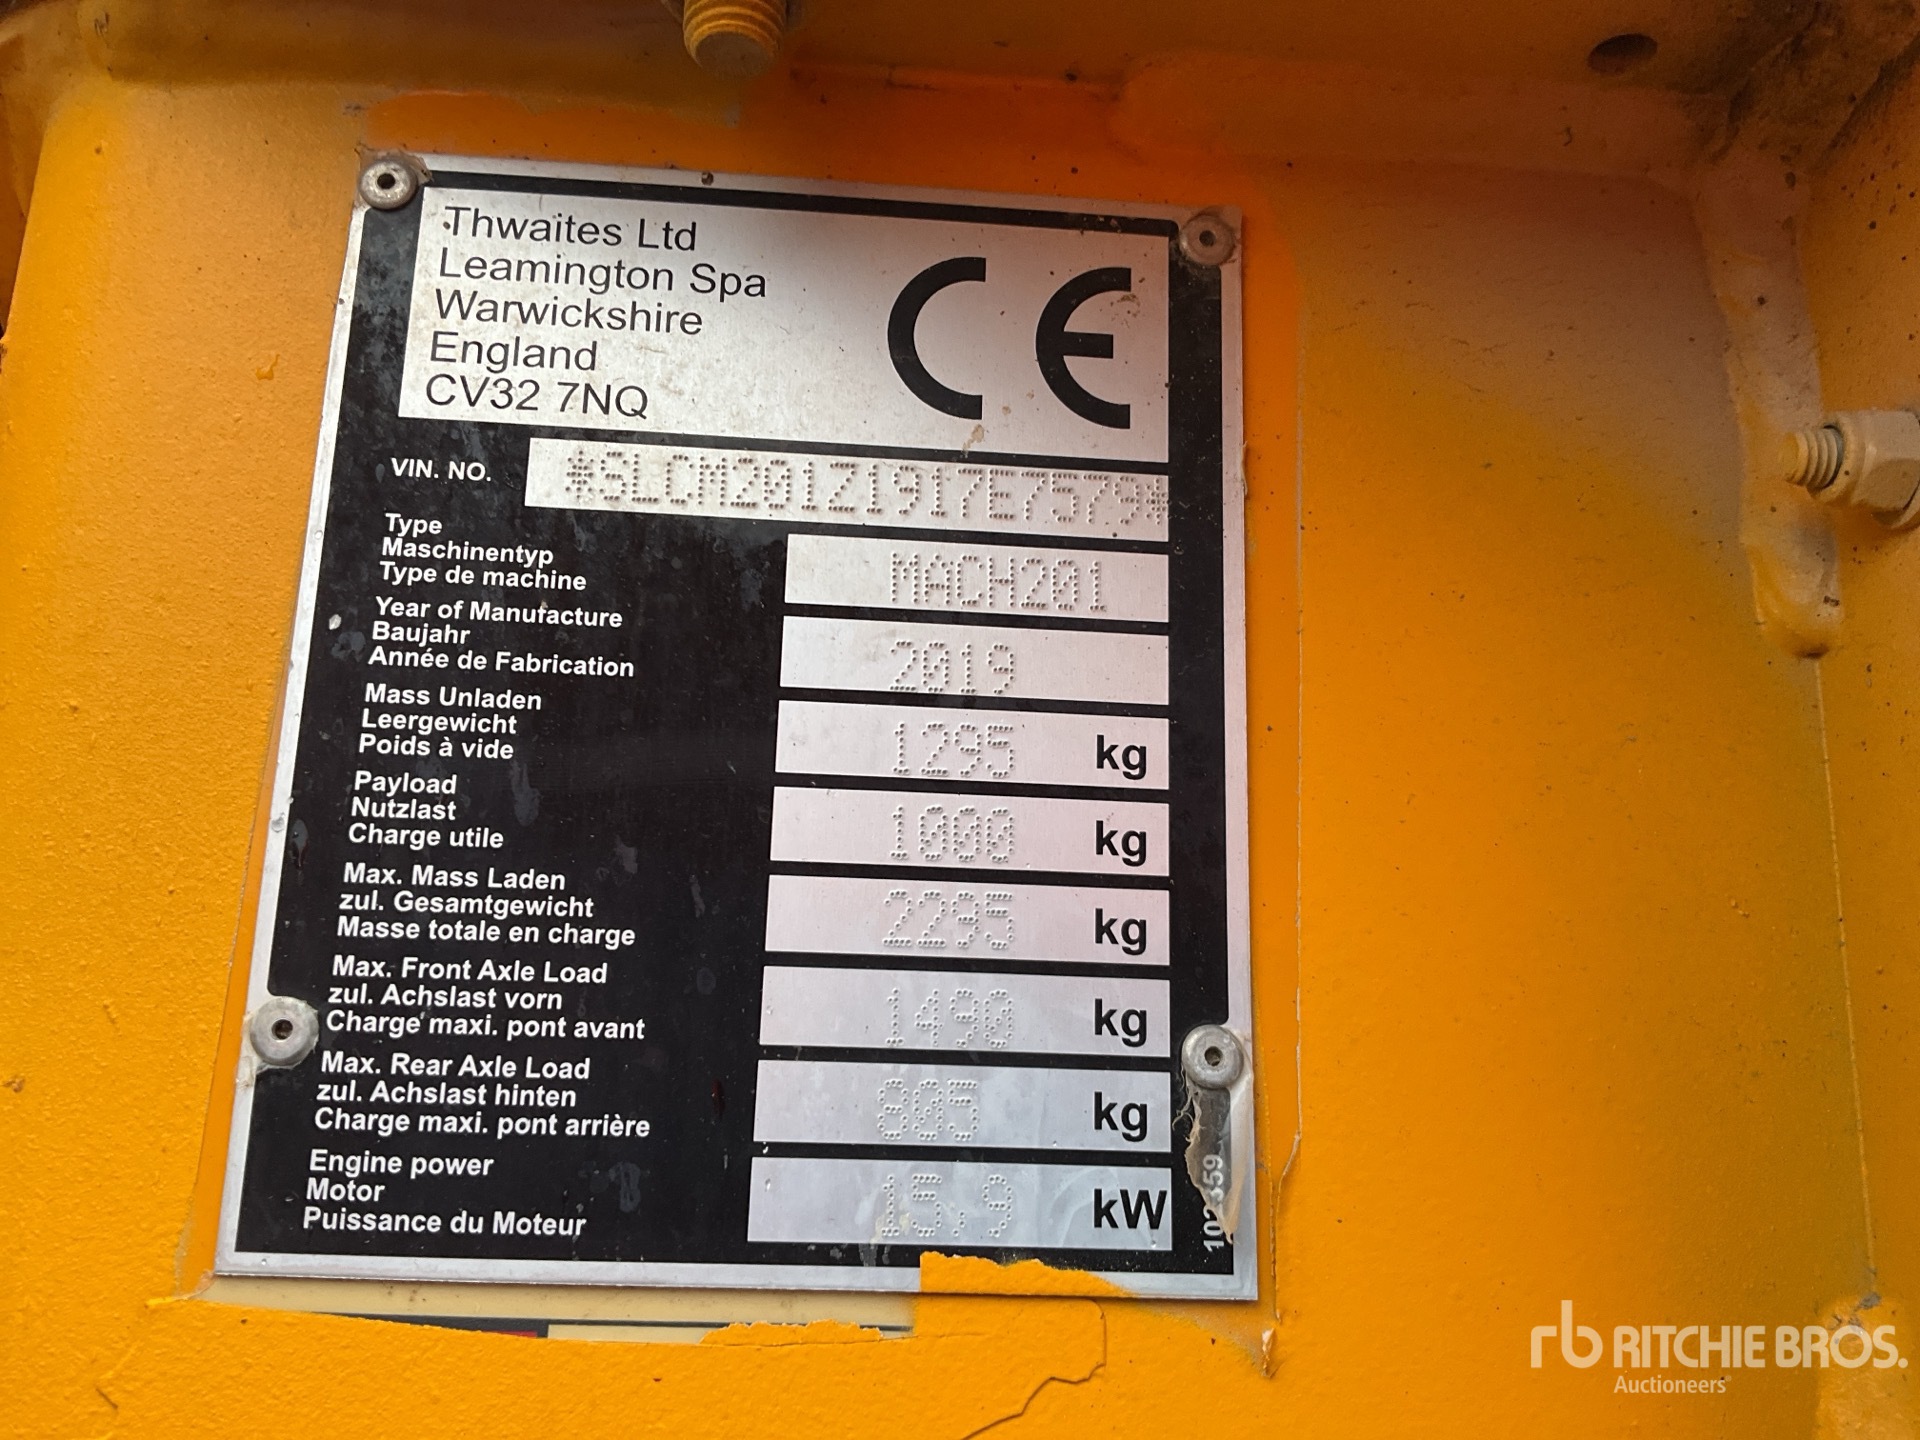 Thwaites Ltd
Leamington Spa
Warwickshire
England
CV32 7NQ
CE
VIN. NO. *SLCM201Z1917E7579*
Type
Maschinentyp
Type de machine
MACH201
Year of Manufacture
Baujahr
Année de Fabrication
2019
Mass Unladen
Leergewicht
Poids à vide
1295 kg
Payload
Nutzlast
Charge utile
1000 kg
Max. Mass Laden
zul. Gesamtgewicht
Masse totale en charge
2295 kg
Max. Front Axle Load
zul. Achslast vorn
Charge maxi. pont avant
1490 kg
Max. Rear Axle Load
zul. Achslast hinten
Charge maxi. pont arrière
805 kg
Engine power
Motor
Puissance du Moteur
15.9 kW
rb RITCHIE BROS.
Auctioneers